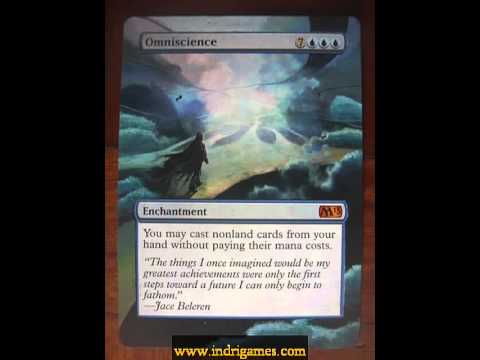 Omniscience 7
Enchantment M13
You may cast nonland cards from your
hand without paying their mana costs.
"The things I once imagined would be my
greatest achievements were only the first
steps toward a future I can only begin to
fathom."
—Jace Beleren
www.indrigames.com